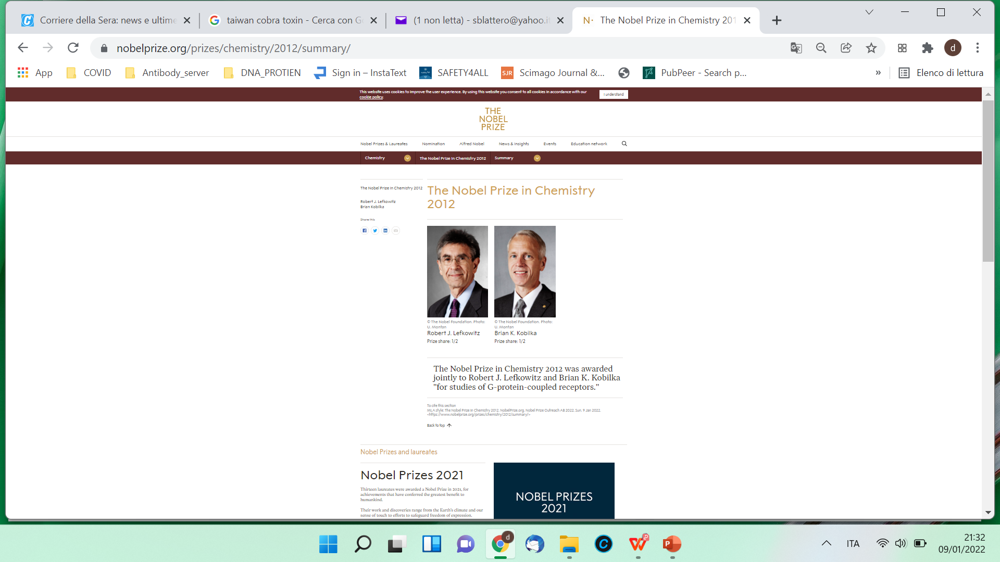 Corriere della Sera: news e ultime
taiwan cobra toxin - Cerca con Go
(1 non letta) - sblattero@yahoo.it
The Nobel Prize in Chemistry 201
nobelprize.org/prizes/chemistry/2012/summary/
d
App
COVID
Antibody_server
DNA_PROTIEN
Sign in – InstaText
SAFETY4ALL
SJR
Scimago Journal &...
PubPeer - Search p...
»
Elenco di lettura
This website uses cookies to improve the user experience. By using this website you consent to all cookies in accordance with our
cookie policy.
I understand
THE
NOBEL
PRIZE
Nobel Prizes & Laureates
Nomination
Alfred Nobel
News & insights
Events
Education network
Chemistry
The Nobel Prize in Chemistry 2012
Summary
The Nobel Prize in Chemistry 2012
Robert J. Lefkowitz
Brian Kobilka
Share this
The Nobel Prize in Chemistry
2012
© The Nobel Foundation. Photo:
U. Montan
Robert J. Lefkowitz
Prize share: 1/2
© The Nobel Foundation. Photo:
U. Montan
Brian K. Kobilka
Prize share: 1/2
The Nobel Prize in Chemistry 2012 was awarded
jointly to Robert J. Lefkowitz and Brian K. Kobilka
"for studies of G-protein-coupled receptors."
To cite this section
MLA style: The Nobel Prize in Chemistry 2012. NobelPrize.org. Nobel Prize Outreach AB 2022. Sun. 9 Jan 2022.
<https://www.nobelprize.org/prizes/chemistry/2012/summary/>
Back to top
Nobel Prizes and laureates
Nobel Prizes 2021
Thirteen laureates were awarded a Nobel Prize in 2021, for
achievements that have conferred the greatest benefit to
humankind.
Their work and discoveries range from the Earth's climate and our
sense of touch to efforts to safeguard freedom of expression.
NOBEL PRIZES
2021
d
ITA
21:32
09/01/2022